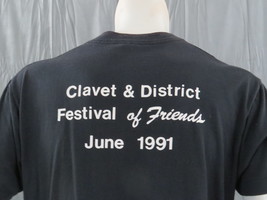 Clavet & District
Festival of Friends
June 1991